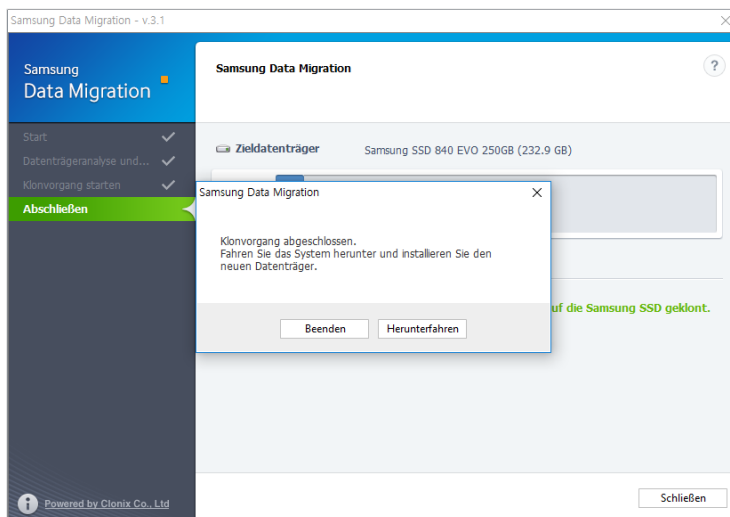 Samsung Data Migration - v.3.1
Samsung
Data Migration
Samsung Data Migration
?
Start
Datenträgeranalyse und...
Klonvorgang starten
Abschließen
Zieldatenträger
Samsung SSD 840 EVO 250GB (232.9 GB)
Samsung Data Migration
Klonvorgang abgeschlossen.
Fahren Sie das System herunter und installieren Sie den
neuen Datenträger.
Beenden
Herunterfahren
uf die Samsung SSD geklont.
Powered by Clonix Co., Ltd
Schließen